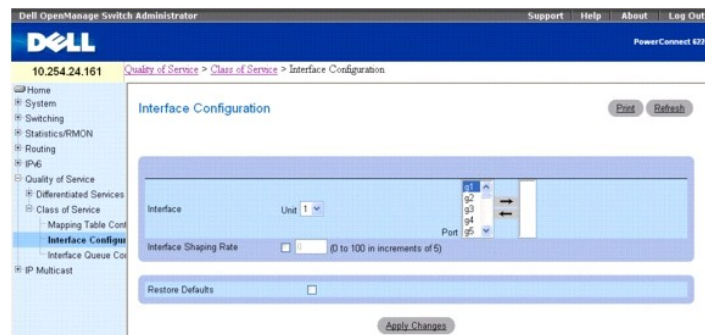 Dell OpenManage Switch Administrator
Support Help About Log Out
DELL
PowerConnect 622
10.254.24.161
Quality of Service > Class of Service > Interface Configuration
Home
System
Switching
Statistics/RMON
Routing
IPv6
Quality of Service
Differentiated Services
Class of Service
Mapping Table Conf
Interface Configur
Interface Queue Co
IP Multicast
Interface Configuration
Print Refresh
Interface
Unit 1
Port
g1
g2
g3
g4
g5
Interface Shaping Rate
0
(0 to 100 in increments of 5)
Restore Defaults
Apply Changes